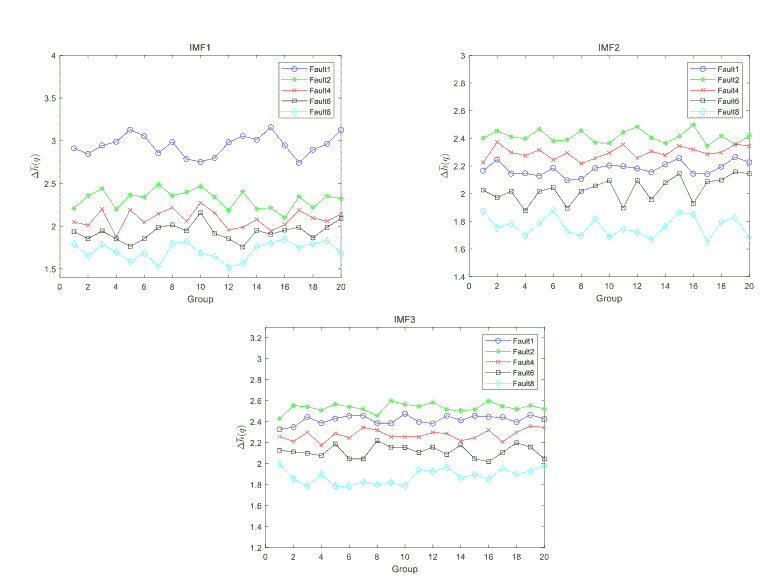 IMF1
4
3.5
3
2.5
2
1.5
Δh̅(q)
0 2 4 6 8 10 12 14 16 18 20
Group
Fault1
Fault2
Fault4
Fault6
Fault8
IMF2
3
2.8
2.6
2.4
2.2
2
1.8
1.6
1.4
Δh̅(q)
0 2 4 6 8 10 12 14 16 18 20
Group
Fault1
Fault2
Fault4
Fault6
Fault8
IMF3
3.2
3
2.8
2.6
2.4
2.2
2
1.8
1.6
1.4
1.2
Δh̅(q)
0 2 4 6 8 10 12 14 16 18 20
Group
Fault1
Fault2
Fault4
Fault6
Fault8